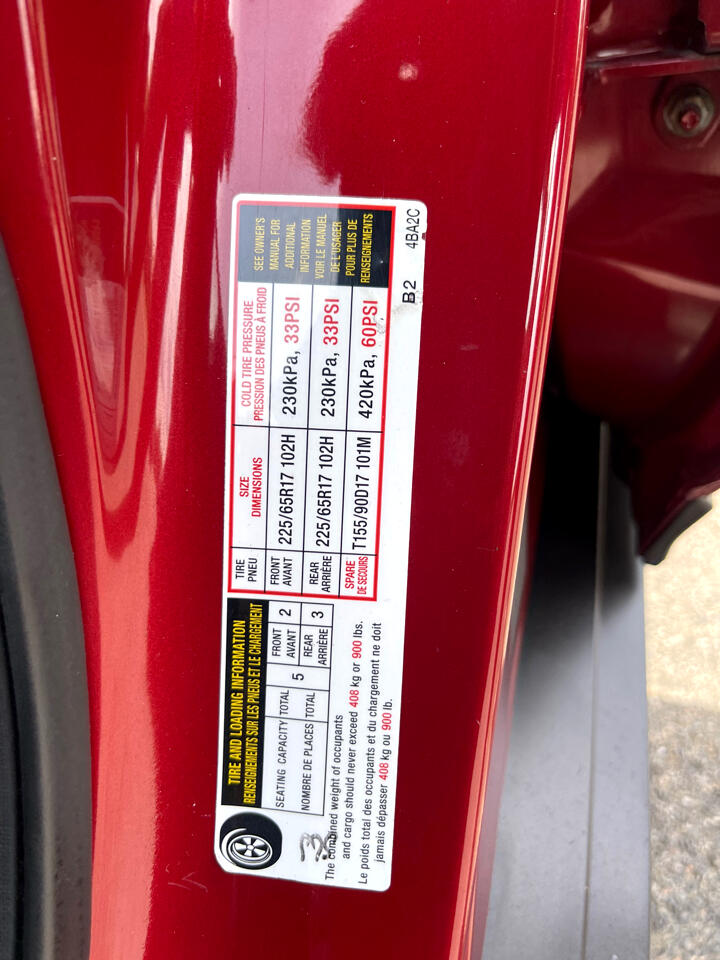 TIRE AND LOADING INFORMATION
RENSEIGNEMENTS SUR LES PNEUS ET LE CHARGEMENT
SEATING CAPACITY TOTAL 5 FRONT AVANT 2 REAR ARRIÈRE 3
NOMBRE DE PLACES TOTAL
3
The combined weight of occupants
and cargo should never exceed 408 kg or 900 lbs.
Le poids total des occupants et du chargement ne doit
jamais dépasser 408 kg ou 900 lb.
TIRE SIZE COLD TIRE PRESSURE
PNEU DIMENSIONS PRESSION DES PNEUS À FROID
FRONT AVANT 225/65R17 102H 230kPa, 33PSI
REAR ARRIÈRE 225/65R17 102H 230kPa, 33PSI
SPARE DE SECOURS T155/90D17 101M 420kPa, 60PSI
SEE OWNER'S
MANUAL FOR
ADDITIONAL
INFORMATION
VOIR LE MANUEL
DE L'USAGER
POUR PLUS DE
RENSEIGNEMENTS
B2 4BA2C